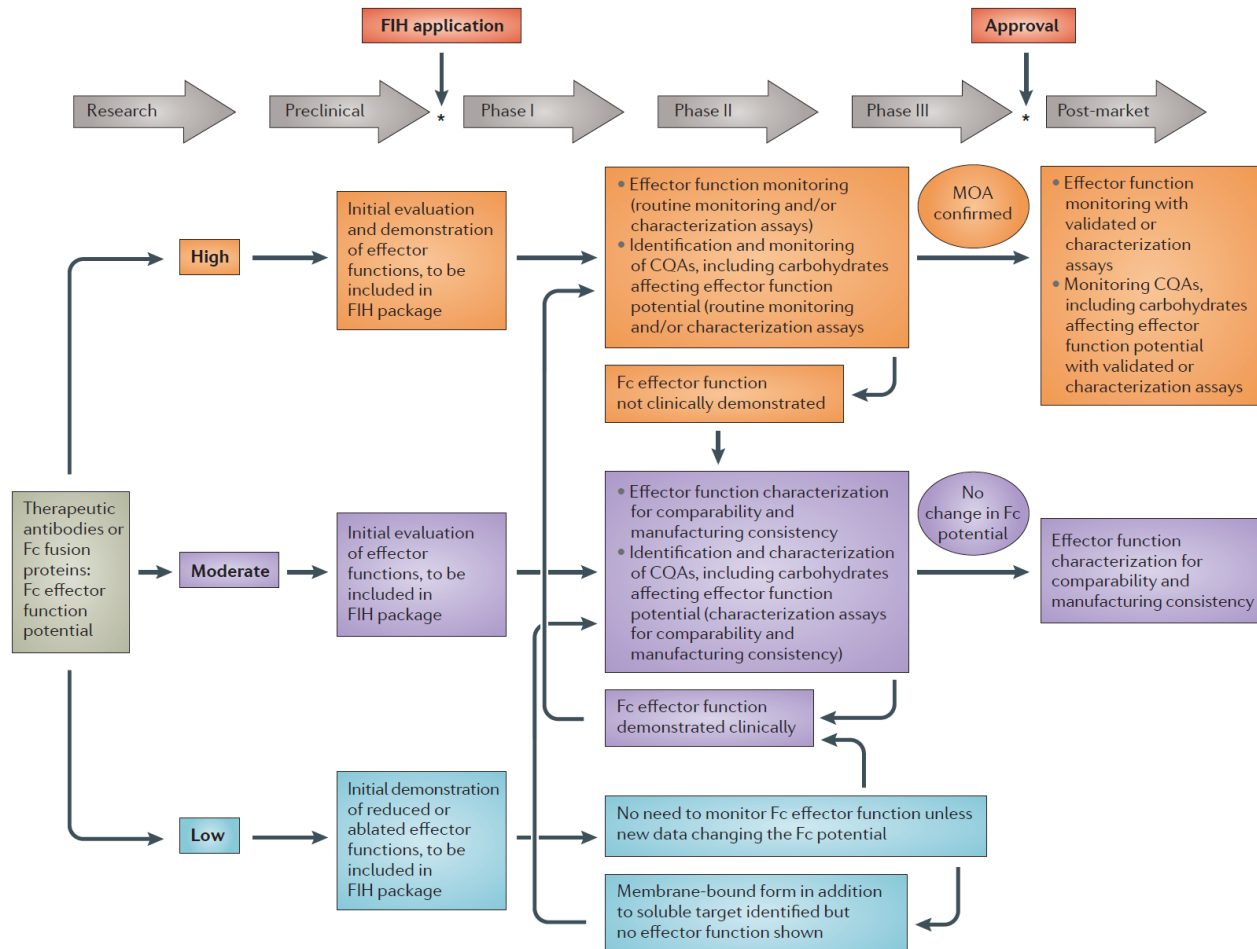 FIH application
Approval
Research
Preclinical
*
Phase I
Phase II
Phase III
*
Post-market
High
Initial evaluation
and demonstration
of effector
functions, to be
included in
FIH package
• Effector function monitoring
(routine monitoring and/or
characterization assays)
• Identification and monitoring
of CQAs, including carbohydrates
affecting effector function
potential (routine monitoring
and/or characterization assays
MOA
confirmed
• Effector function
monitoring with
validated or
characterization
assays
• Monitoring CQAs,
including carbohydrates
affecting effector
function potential
with validated or
characterization assays
Fc effector function
not clinically demonstrated
Therapeutic
antibodies or
Fc fusion
proteins:
Fc effector
function
potential
Moderate
Initial evaluation
of effector
functions, to be
included in
FIH package
• Effector function characterization
for comparability and
manufacturing consistency
• Identification and characterization
of CQAs, including carbohydrates
affecting effector function
potential (characterization assays
for comparability and
manufacturing consistency)
No
change in Fc
potential
Effector function
characterization for
comparability and
manufacturing consistency
Fc effector function
demonstrated clinically
Low
Initial demonstration
of reduced or
ablated effector
functions, to be
included in
FIH package
No need to monitor Fc effector function unless
new data changing the Fc potential
Membrane-bound form in addition
to soluble target identified but
no effector function shown